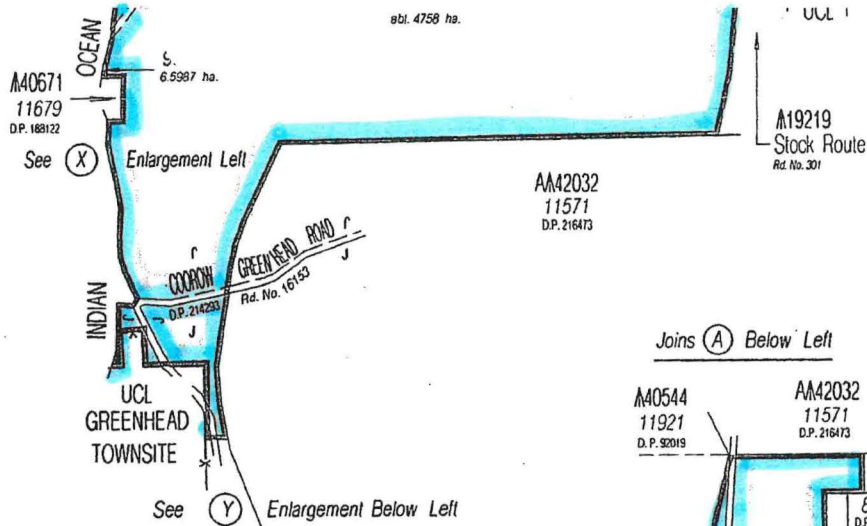 abl. 4758 ha.
UCL
OCEAN
S.
6.5987 ha.
A40671
11679
D.P. 188122
See X Enlargement Left
A19219
Stock Route
Rd. No. 301
AA42032
11571
D.P. 216473
COOROW GREENHEAD ROAD
D.P. 214293
Rd. No. 16153
INDIAN
UCL
GREENHEAD
TOWNSITE
See Y Enlargement Below Left
Joins A Below Left
A40544
11921
D.P. 92019
AA42032
11571
D.P. 216473